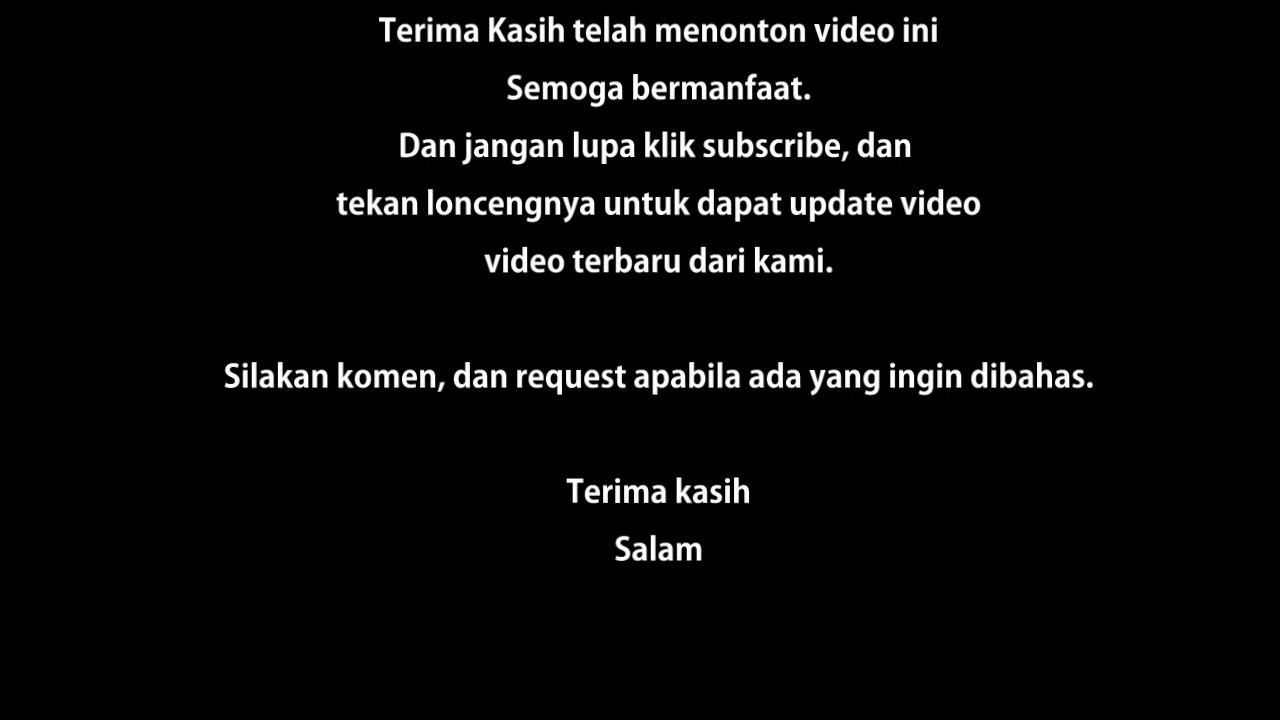 Terima Kasih telah menonton video ini
Semoga bermanfaat.
Dan jangan lupa klik subscribe, dan
tekan loncengnya untuk dapat update video
video terbaru dari kami.
Silakan komen, dan request apabila ada yang ingin dibahas.
Terima kasih
Salam